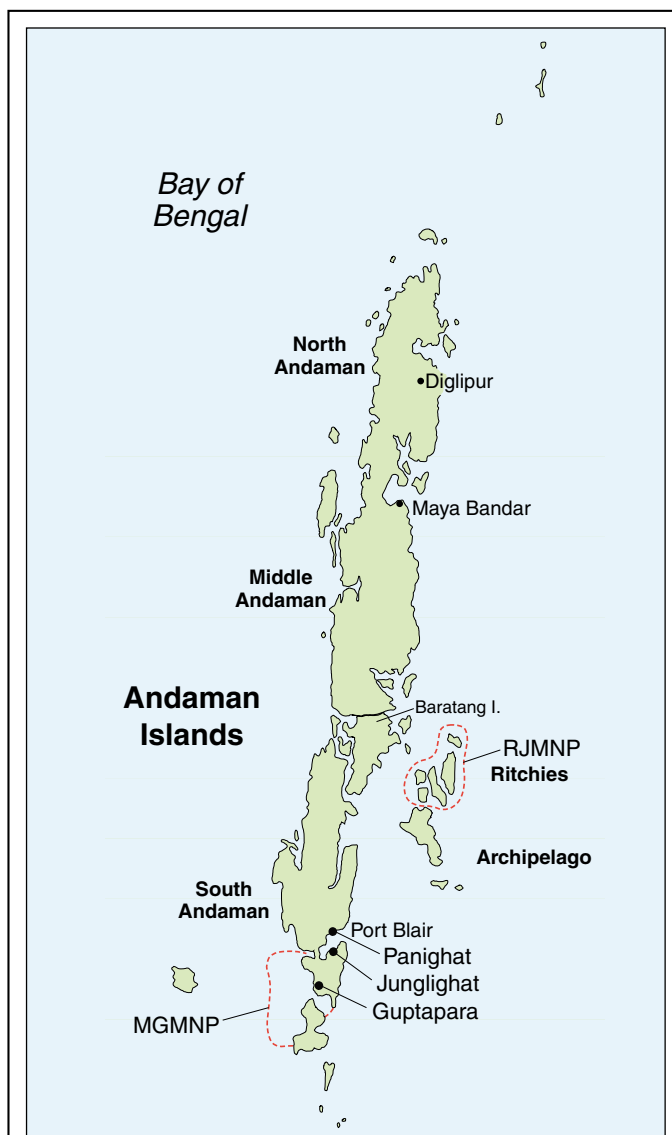 Bay of
Bengal
North
Andaman
Diglipur
Maya Bandar
Middle
Andaman
Andaman
Islands
Baratang I.
RJMNP
Ritchies
Archipelago
South
Andaman
Port Blair
Panighat
Junglighat
Guptapara
MGMNP